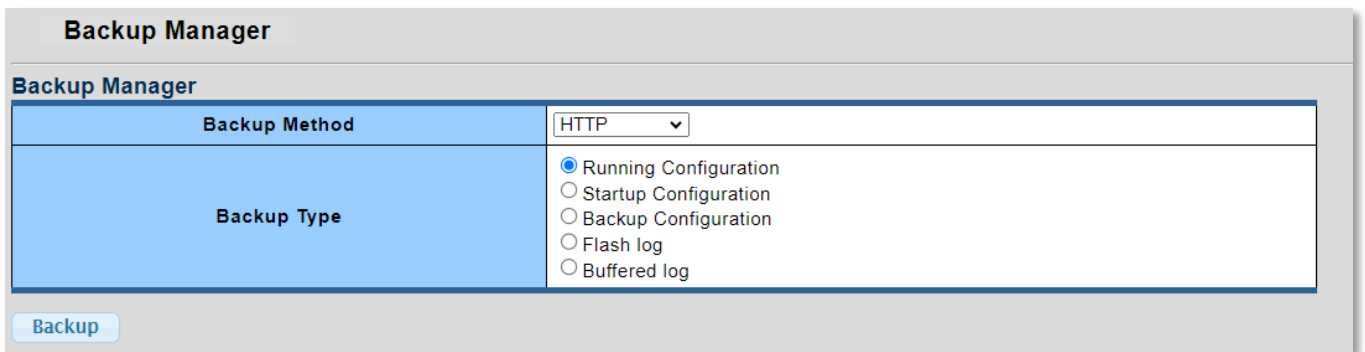 Backup Manager
Backup Manager
Backup Method
HTTP
Backup Type
Running Configuration
Startup Configuration
Backup Configuration
Flash log
Buffered log
Backup